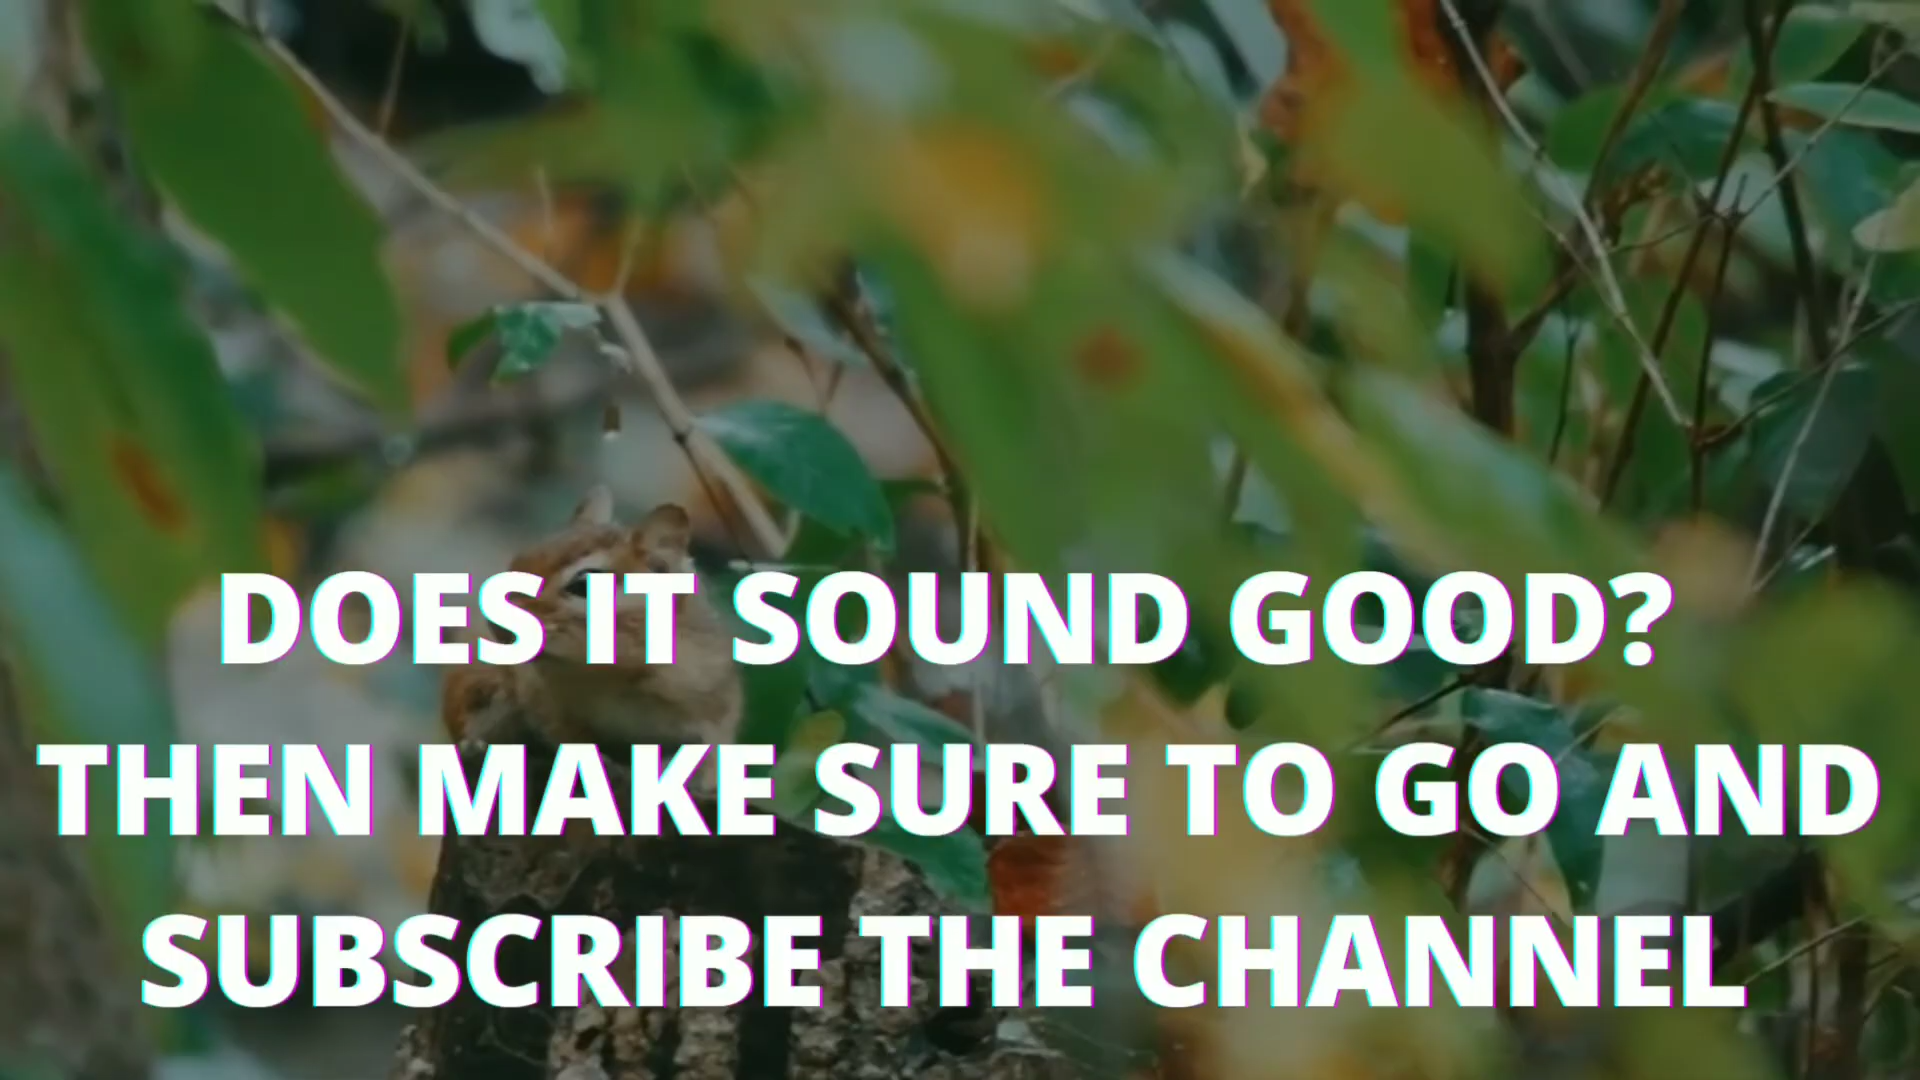 DOES IT SOUND GOOD?
THEN MAKE SURE TO GO AND
SUBSCRIBE THE CHANNEL